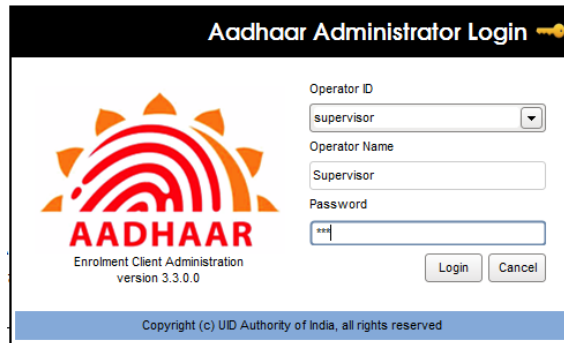 Aadhaar Administrator Login
Operator ID
supervisor
Operator Name
Supervisor
Password
***
AADHAAR
Enrolment Client Administration
version 3.3.0.0
Login Cancel
Copyright (c) UID Authority of India, all rights reserved